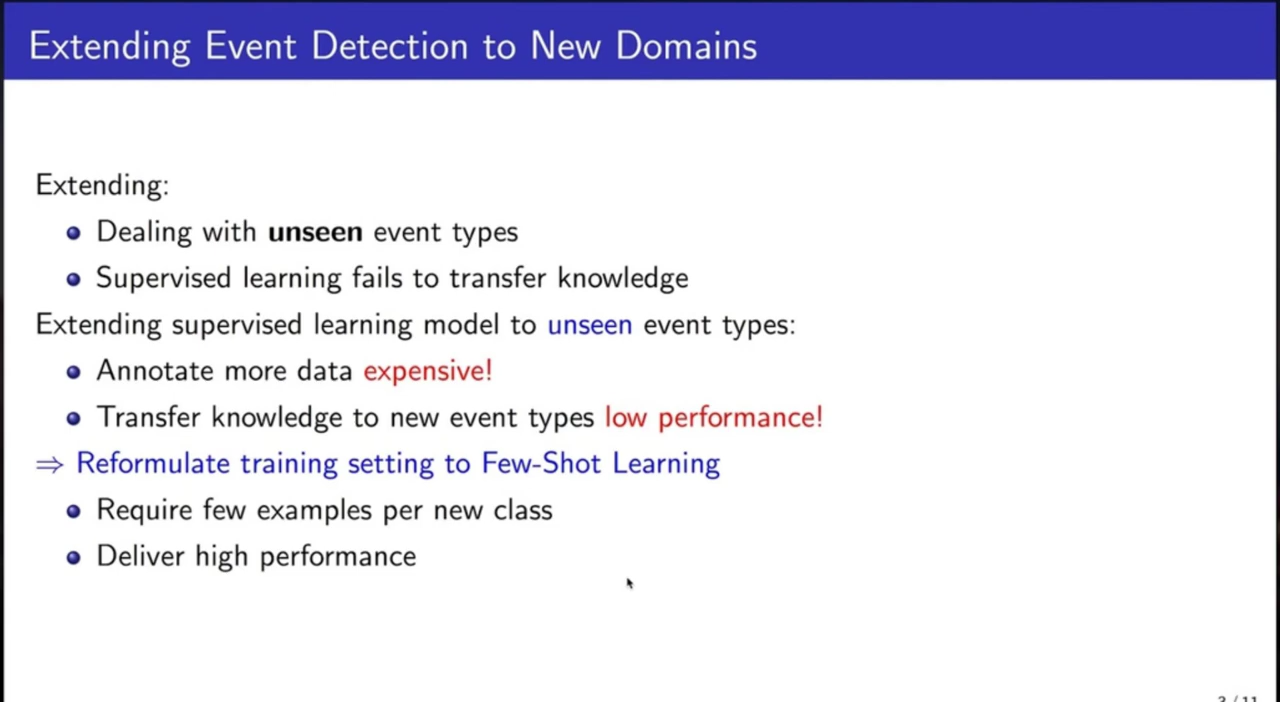 Extending Event Detection to New Domains
Extending:
Dealing with unseen event types
Supervised learning fails to transfer knowledge
Extending supervised learning model to unseen event types:
Annotate more data expensive!
Transfer knowledge to new event types low performance!
⇒ Reformulate training setting to Few-Shot Learning
Require few examples per new class
Deliver high performance